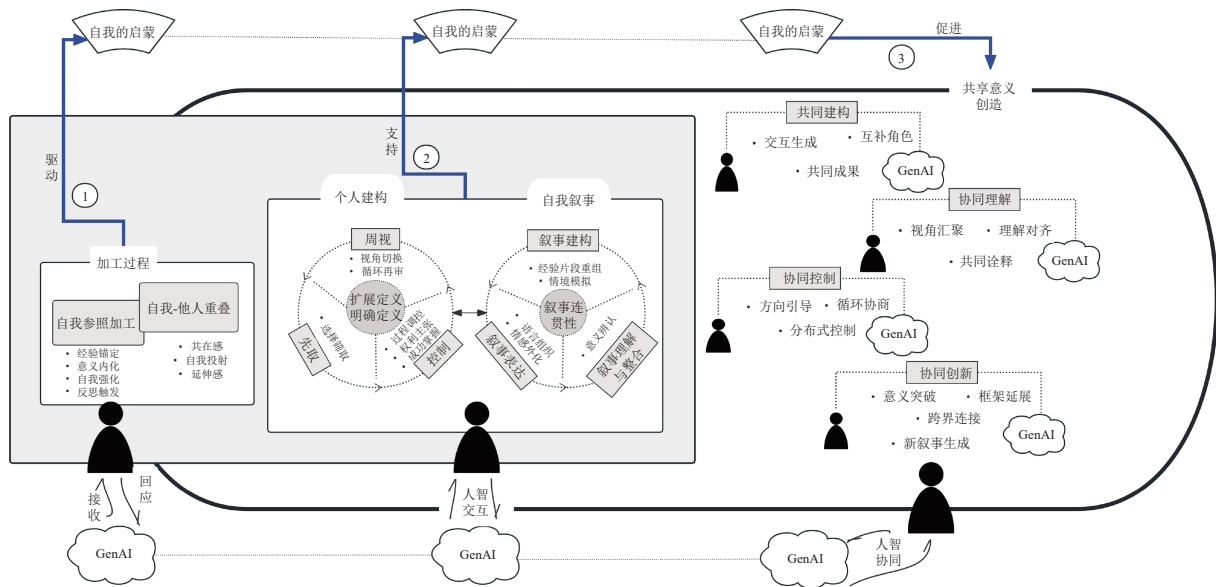 自我的启蒙
自我的启蒙
自我的启蒙
促进
3
共享意义
创造
驱动
1
支持
2
加工过程
自我参照加工
自我-他人重叠
• 经验锚定
• 意义内化
• 自我强化
• 反思触发
• 共在感
• 自我投射
• 延伸感
个人建构
周视
• 视角切换
• 循环再审
扩展定义
明确定义
先取
• 选择锚取
控制
• 过程调控
• 权利主张
• 成功掌握
自我叙事
叙事建构
• 经验片段重组
• 情境模拟
叙事连
贯性
叙事表达
• 语言组织
• 情感外化
叙事理解
与整合
• 意义辨认
共同建构
• 交互生成
• 互补角色
• 共同成果
GenAI
协同理解
• 视角汇聚
• 理解对齐
• 共同诠释
GenAI
协同控制
• 方向引导
• 循环协商
• 分布式控制
GenAI
协同创新
• 意义突破
• 框架延展
• 跨界连接
• 新叙事生成
GenAI
接收
回应
GenAI
人智
交互
GenAI
人智
协同
GenAI